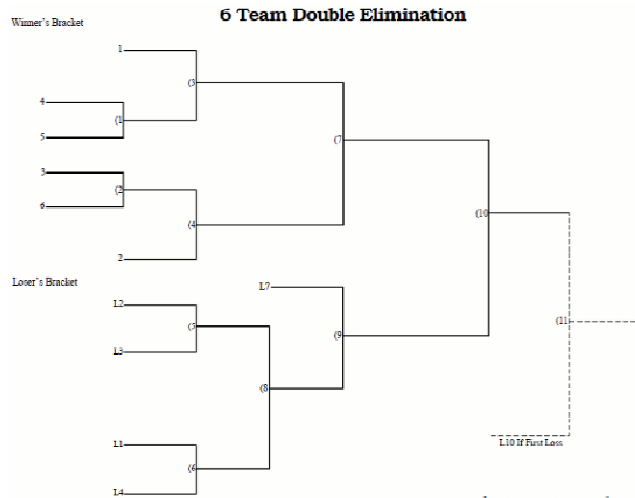 6 Team Double Elimination
Winner's Bracket
1
(3
4
(1
5
(7
3
(2
6
(4
(10
2
Loser's Bracket
L7
L2
(5
(11
L3
(9
(8
L1
L10 If First Loss
(6
L4